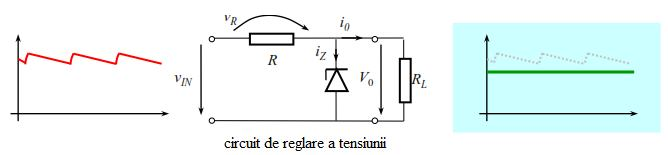 v_R
i_0
i_Z
R
v_IN
V_0
R_L
circuit de reglare a tensiunii